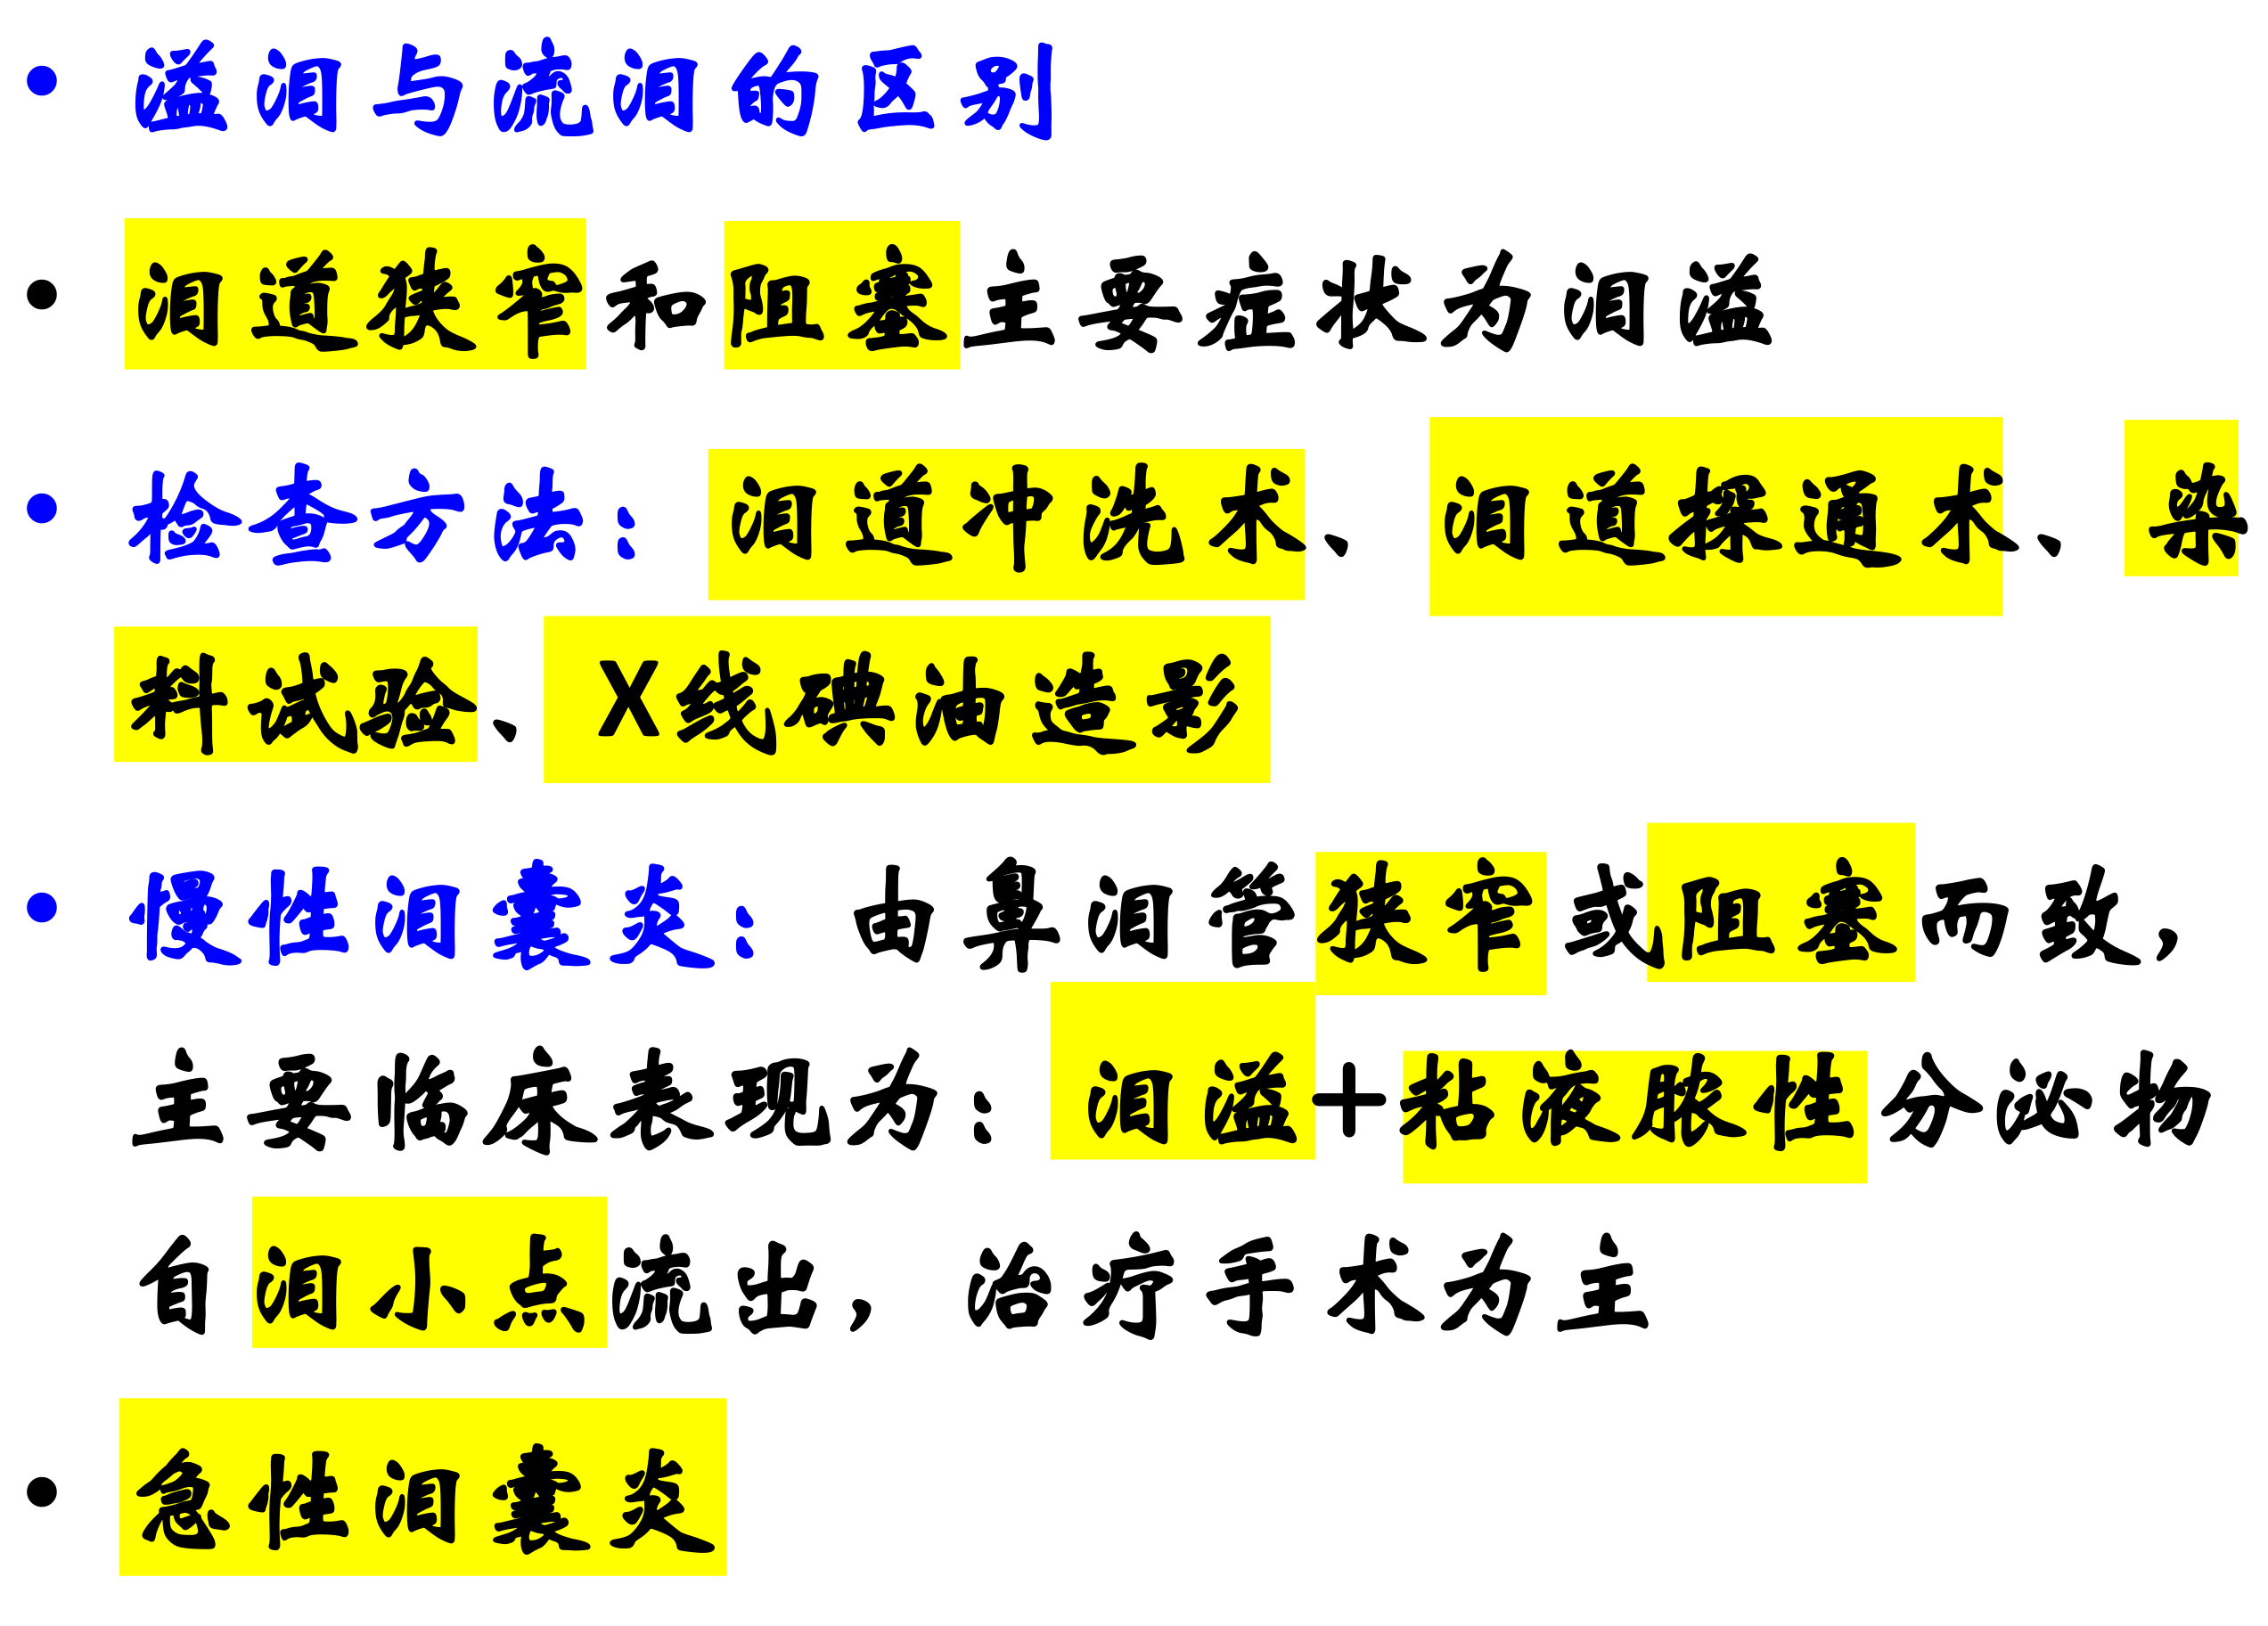 • 溢泪与流泪的区别
• 泪道狭窄和阻塞主要症状为泪溢
• 检查方法:泪道冲洗术、泪道探通术、染
料试验、X线碘油造影
• 慢性泪囊炎:由鼻泪管狭窄或阻塞而致,
主要临床表现为:泪溢+粘液脓性分泌物
自泪小点流出,治疗手术为主
• 急性泪囊炎